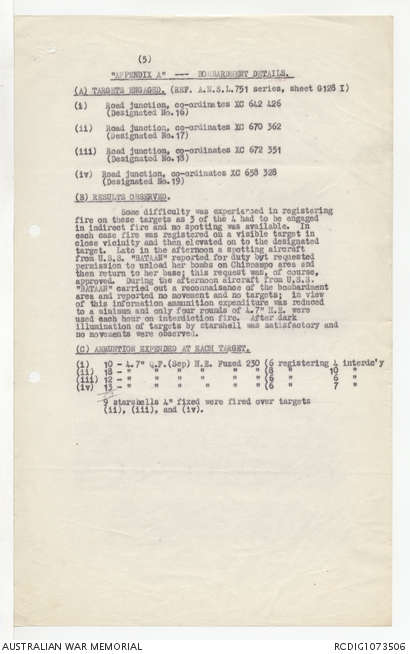 (5)
"APPENDIX A" --- BOMBARDMENT DETAILS.
(A) TARGETS ENGAGED. (REF. A.M.S.L.751 series, sheet 6128 I)
(i) Road junction, co-ordinates XC 642 426
(Designated No.16)
(ii) Road junction, co-ordinates XC 670 362
(Designated No.17)
(iii) Road junction, co-ordinates XC 672 351
(Designated No.18)
(iv) Road junction, co-ordinates XC 658 328
(Designated No.19)
(B) RESULTS OBSERVED.
Some difficulty was experienced in registering
fire on these targets as 3 of the 4 had to be engaged
in indirect fire and no spotting was available. In
each case fire was registered on a visible target in
close vicinity and then elevated on to the designated
target. Late in the afternoon a spotting aircraft
from U.S.S. "BATAAN" reported for duty but requested
permission to unload her bombs on Chinnampo area and
then return to her base; this request was, of course,
approved. During the afternoon aircraft from U.S.S.
"BATAAN" carried out a reconnaissance of the bombardment
area and reported no movement and no targets; in view
of this information ammunition expenditure was reduced
to a minimum and only four rounds of 4.7" H.E. were
used each hour on interdiction fire. After dark
illumination of targets by starshell was satisfactory and
no movements were observed.
(C) AMMUNTION EXPENDED AT EACH TARGET.
(i) 10 - 4.7" Q.F.(Sep) H.E. Fuzed 230 (6 registering 4 interdic'y
(ii) 18 - " " " " " " (8 " 10 "
(iii) 12 - " " " " " " (6 " 6 "
(iv) 13 - " " " " " " (6 " 7 "
9 starshells 4" fixed were fired over targets
(ii), (iii), and (iv).
AUSTRALIAN WAR MEMORIAL
RCDIG1073506